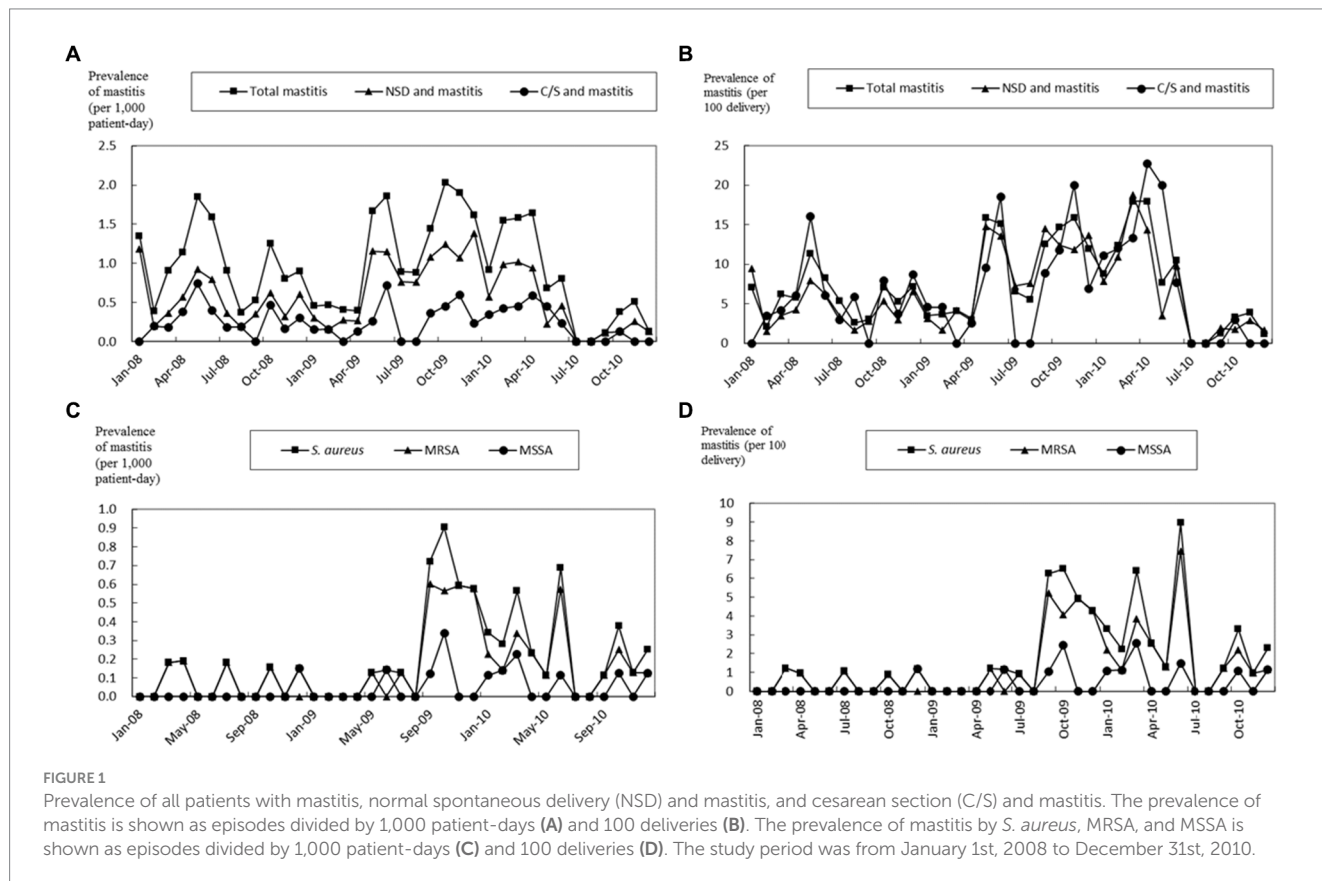 A
Prevalence
of mastitis
(per 1,000
patient-day)
Total mastitis NSD and mastitis C/S and mastitis
2.5
2.0
1.5
1.0
0.5
0.0
Jan-08 Apr-08 Jul-08 Oct-08 Jan-09 Apr-09 Jul-09 Oct-09 Jan-10 Apr-10 Jul-10 Oct-10
B
Prevalence of
mastitis (per
100 delivery)
Total mastitis NSD and mastitis C/S and mastitis
25
20
15
10
5
0
Jan-08 Apr-08 Jul-08 Oct-08 Jan-09 Apr-09 Jul-09 Oct-09 Jan-10 Apr-10 Jul-10 Oct-10
C
Prevalence
of mastitis
(per 1,000
patient-day)
S. aureus MRSA MSSA
1.0
0.9
0.8
0.7
0.6
0.5
0.4
0.3
0.2
0.1
0.0
Jan-08 May-08 Sep-08 Jan-09 May-09 Sep-09 Jan-10 May-10 Sep-10
D
Prevalence of
mastitis (per 100
delivery)
S. aureus MRSA MSSA
10
9
8
7
6
5
4
3
2
1
0
Jan-08 Apr-08 Jul-08 Oct-08 Jan-09 Apr-09 Jul-09 Oct-09 Jan-10 Apr-10 Jul-10 Oct-10
FIGURE 1
Prevalence of all patients with mastitis, normal spontaneous delivery (NSD) and mastitis, and cesarean section (C/S) and mastitis. The prevalence of
mastitis is shown as episodes divided by 1,000 patient-days (A) and 100 deliveries (B). The prevalence of mastitis by S. aureus, MRSA, and MSSA is
shown as episodes divided by 1,000 patient-days (C) and 100 deliveries (D). The study period was from January 1st, 2008 to December 31st, 2010.